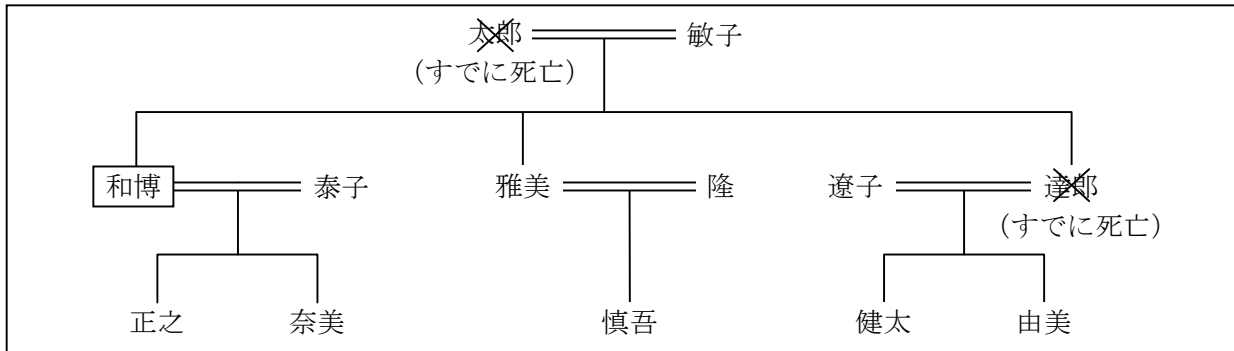 太郎 敏子
(すでに死亡)
和博 泰子 雅美 隆 遼子 達郎
(すでに死亡)
正之 奈美 慎吾 健太 由美